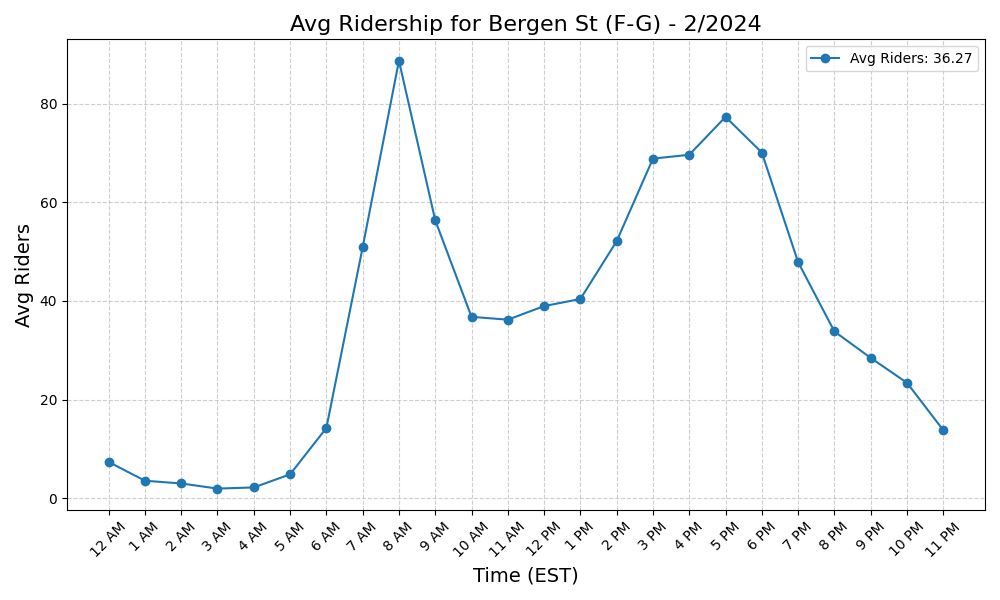 Avg Ridership for Bergen St (F-G) - 2/2024
Avg Riders: 36.27
Avg Riders
80
60
40
20
0
12 AM
1 AM
2 AM
3 AM
4 AM
5 AM
6 AM
7 AM
8 AM
9 AM
10 AM
11 AM
12 PM
1 PM
2 PM
3 PM
4 PM
5 PM
6 PM
7 PM
8 PM
9 PM
10 PM
11 PM
Time (EST)